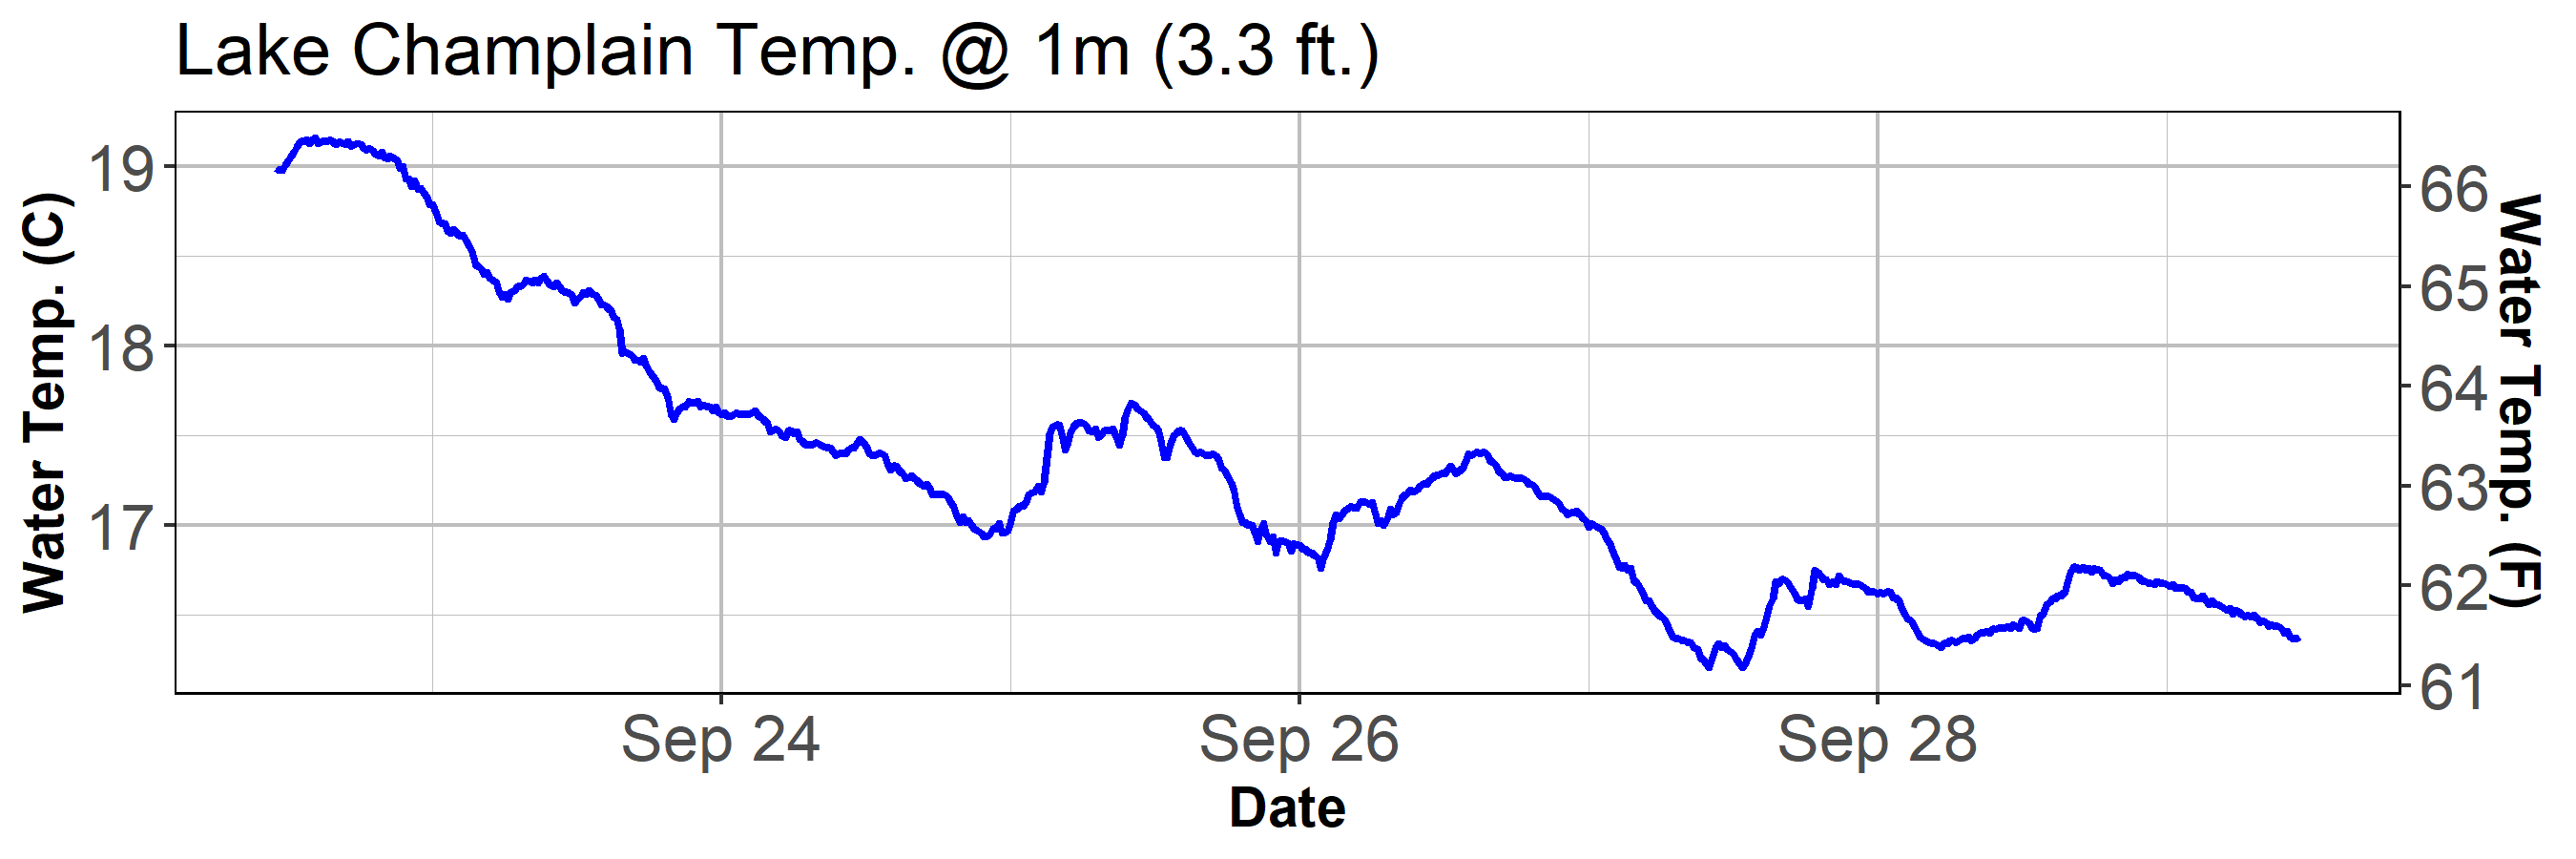 Lake Champlain Temp. @ 1m (3.3 ft.)
Water Temp. (C)
19
18
17
66
65
64
63
62
61
Water Temp. (F)
Sep 24
Sep 26
Sep 28
Date